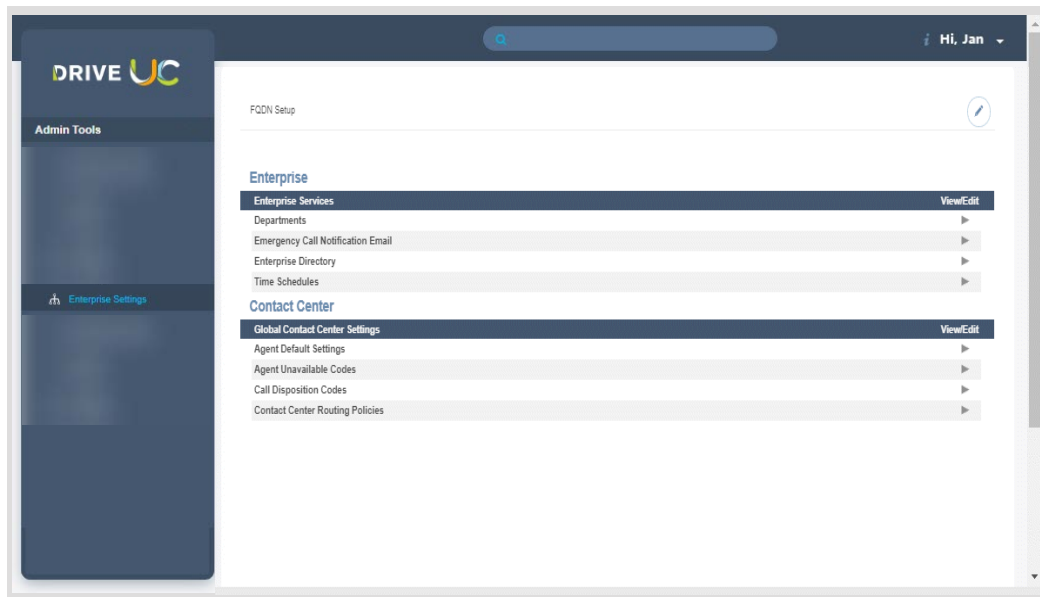 DRIVE UC
Hi, Jan
Admin Tools
Enterprise Settings
FQDN Setup
Enterprise
Enterprise Services View/Edit
Departments
Emergency Call Notification Email
Enterprise Directory
Time Schedules
Contact Center
Global Contact Center Settings View/Edit
Agent Default Settings
Agent Unavailable Codes
Call Disposition Codes
Contact Center Routing Policies